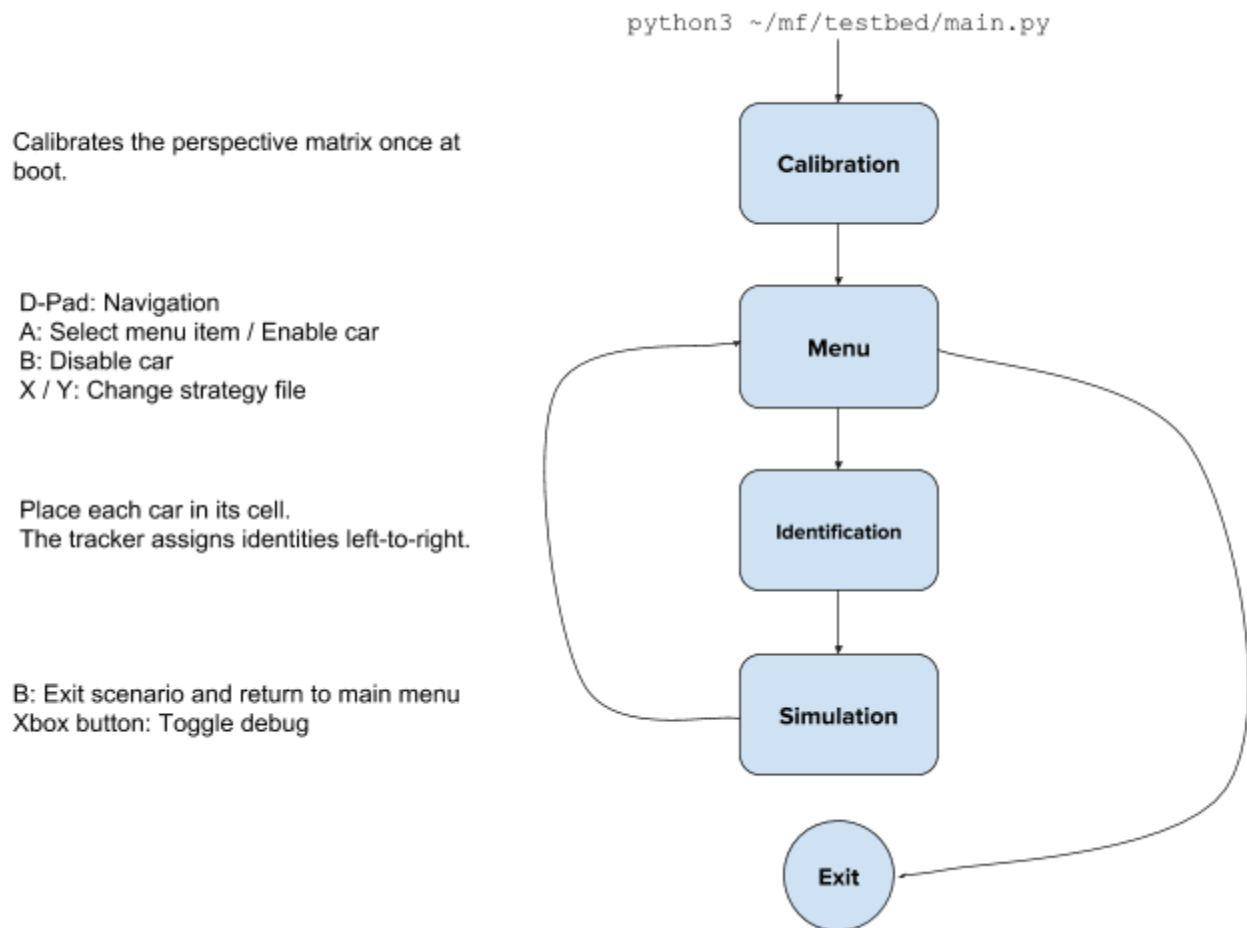 python3 ~/mf/testbed/main.py
Calibrates the perspective matrix once at
boot.
Calibration
D-Pad: Navigation
A: Select menu item / Enable car
B: Disable car
X / Y: Change strategy file
Menu
Place each car in its cell.
The tracker assigns identities left-to-right.
Identification
B: Exit scenario and return to main menu
Xbox button: Toggle debug
Simulation
Exit